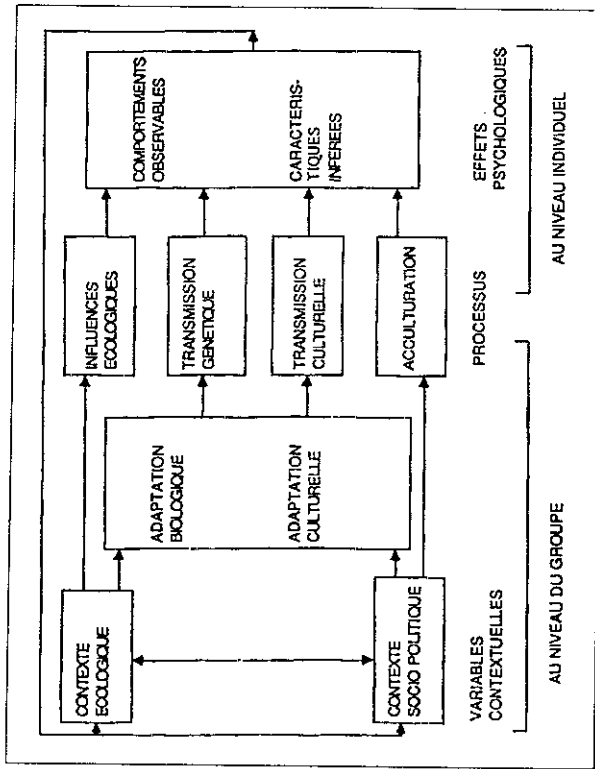 CONTEXTE
ECOLOGIQUE
CONTEXTE
SOCIO POLITIQUE
ADAPTATION
BIOLOGIQUE
ADAPTATION
CULTURELLE
INFLUENCES
ECOLOGIQUES
TRANSMISSION
GENETIQUE
TRANSMISSION
CULTURELLE
ACCULTURATION
COMPORTEMENTS
OBSERVABLES
CARACTERIS-
TIQUES
INFEREES
VARIABLES
CONTEXTUELLES
PROCESSUS
EFFETS
PSYCHOLOGIQUES
AU NIVEAU DU GROUPE
AU NIVEAU INDIVIDUEL